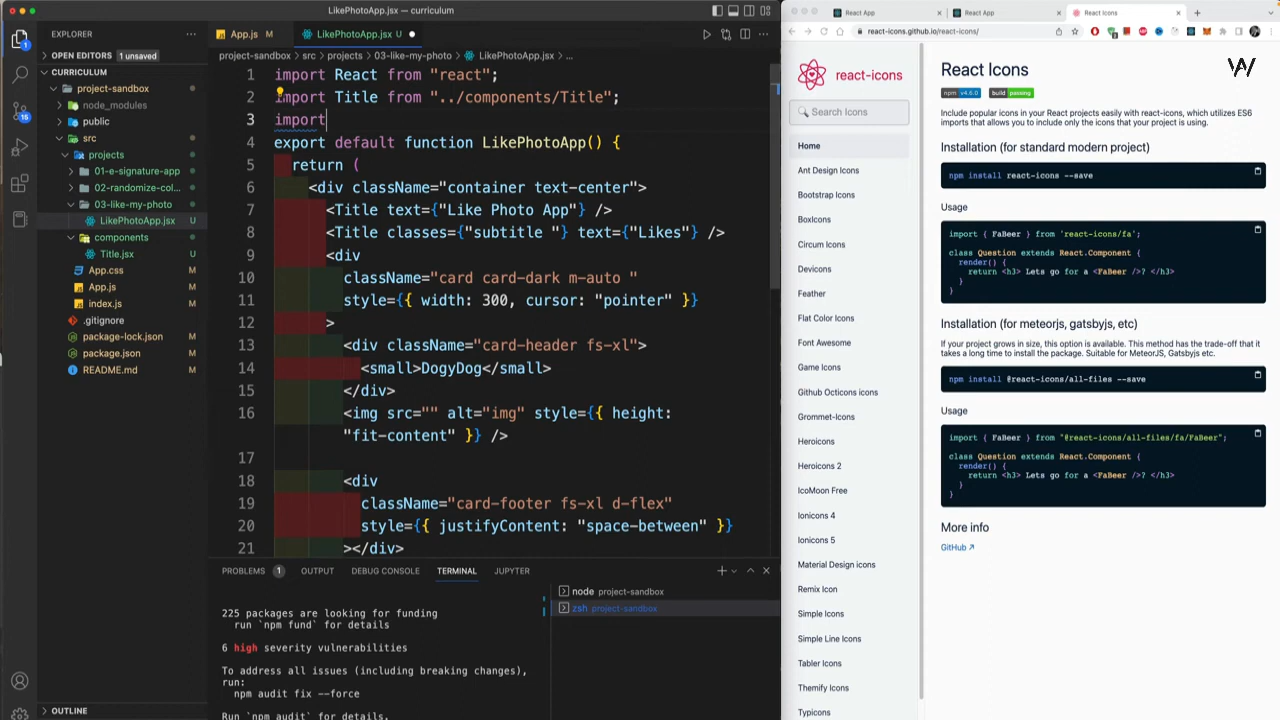 LikePhotoApp.jsx — curriculum
EXPLORER
OPEN EDITORS 1 unsaved
CURRICULUM
project-sandbox
node_modules
public
src
projects
01-e-signature-app
02-randomize-col...
03-like-my-photo
LikePhotoApp.jsx U
components
Title.jsx U
App.css M
App.js M
index.js M
.gitignore
package-lock.json M
package.json M
README.md M
OUTLINE
1
16
App.js M
LikePhotoApp.jsx U
project-sandbox > src > projects > 03-like-my-photo > LikePhotoApp.jsx > ...
1 import React from "react";
2 import Title from "../components/Title";
3 import
4 export default function LikePhotoApp() {
5 return (
6 <div className="container text-center">
7 <Title text={"Like Photo App"} />
8 <Title classes={"subtitle "} text={"Likes"} />
9 <div
10 className="card card-dark m-auto "
11 style={{ width: 300, cursor: "pointer" }}
12 >
13 <div className="card-header fs-xl">
14 <small>DogyDog</small>
15 </div>
16 <img src="" alt="img" style={{ height:
"fit-content" }} />
17
18 <div
19 className="card-footer fs-xl d-flex"
20 style={{ justifyContent: "space-between" }}
21 ></div>
PROBLEMS 1 OUTPUT DEBUG CONSOLE TERMINAL JUPYTER
225 packages are looking for funding
run `npm fund` for details
6 high severity vulnerabilities
To address all issues (including breaking changes),
run:
npm audit fix --force
Run `npm audit` for details.
node project-sandbox
zsh project-sandbox
React App
React App
React Icons
react-icons.github.io/react-icons/
react-icons
Search Icons
Home
Ant Design Icons
Bootstrap Icons
BoxIcons
Circum Icons
Devicons
Feather
Flat Color Icons
Font Awesome
Game Icons
Github Octicons icons
Grommet-Icons
Heroicons
Heroicons 2
IcoMoon Free
Ionicons 4
Ionicons 5
Material Design icons
Remix Icon
Simple Icons
Simple Line Icons
Tabler Icons
Themify Icons
Typicons
React Icons
npm v4.6.0 build passing
Include popular icons in your React projects easily with react-icons, which utilizes ES6
imports that allows you to include only the icons that your project is using.
Installation (for standard modern project)
npm install react-icons --save
Usage
import { FaBeer } from 'react-icons/fa';
class Question extends React.Component {
render() {
return <h3> Lets go for a <FaBeer />? </h3>
}
}
Installation (for meteorjs, gatsbyjs, etc)
If your project grows in size, this option is available. This method has the trade-off that it
takes a long time to install the package. Suitable for MeteorJS, Gatsbyjs etc.
npm install @react-icons/all-files --save
Usage
import { FaBeer } from "@react-icons/all-files/fa/FaBeer";
class Question extends React.Component {
render() {
return <h3> Lets go for a <FaBeer />? </h3>
}
}
More info
GitHub